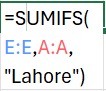 =SUMIFS(
E:E,A:A,
"Lahore")